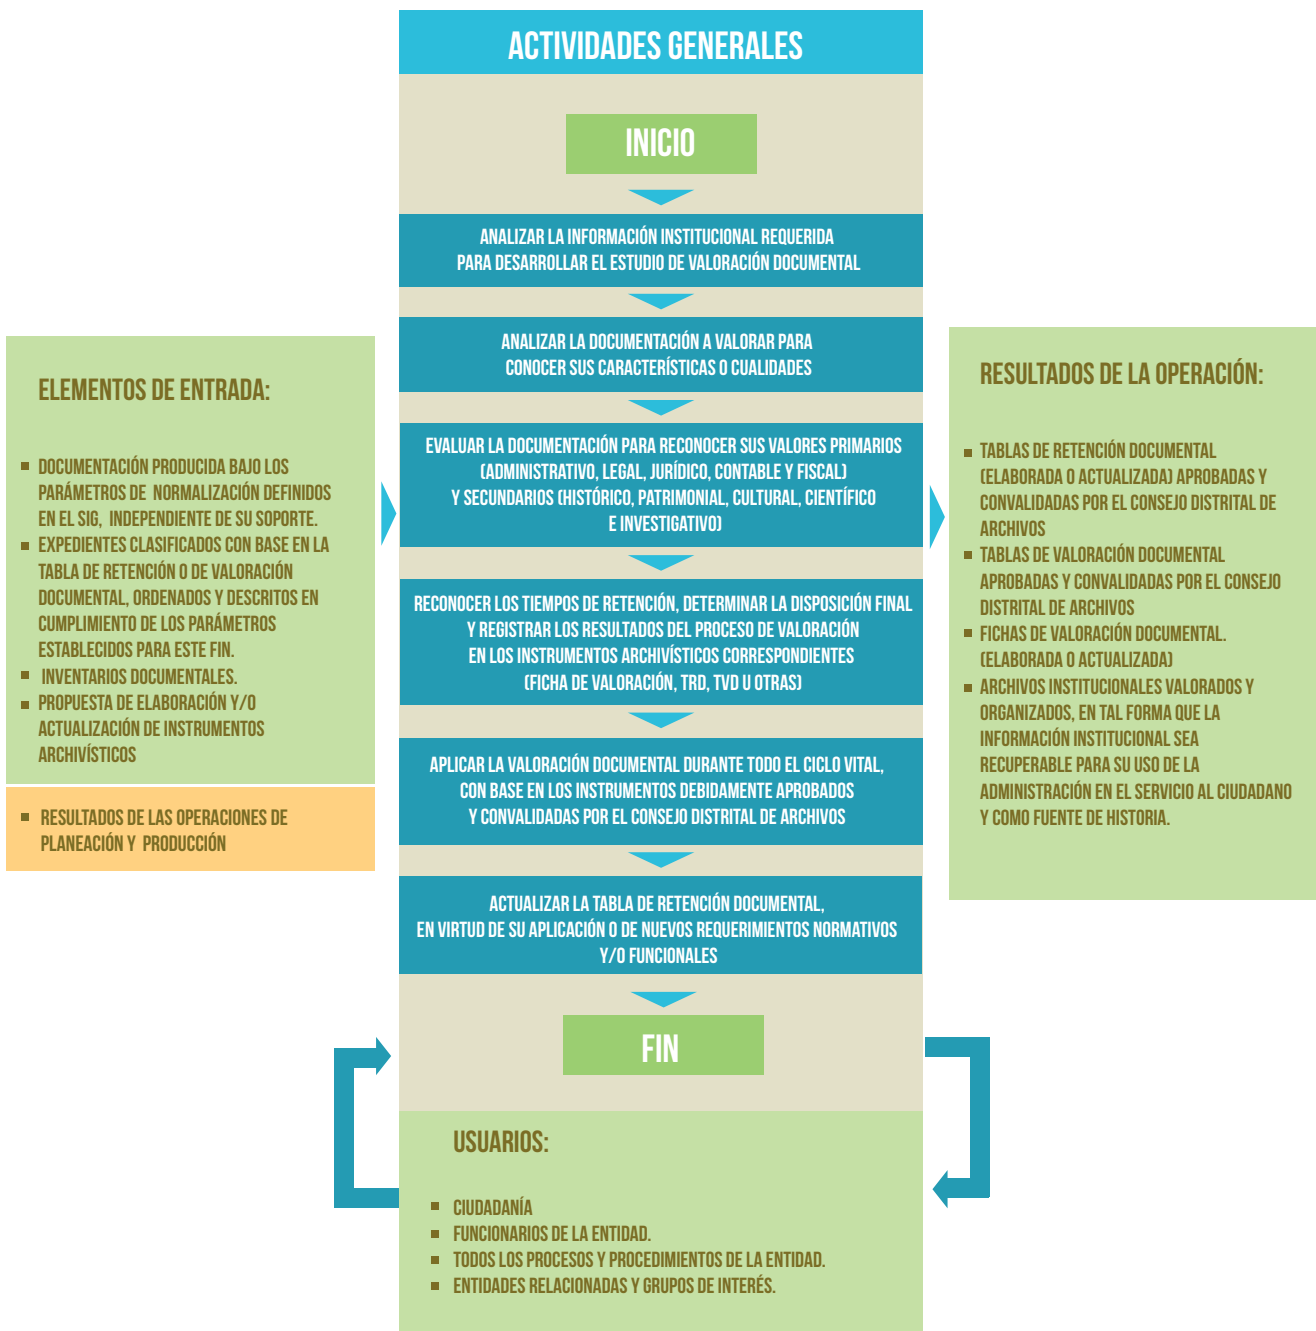 ACTIVIDADES GENERALES
INICIO
ANALIZAR LA INFORMACIÓN INSTITUCIONAL REQUERIDA
PARA DESARROLLAR EL ESTUDIO DE VALORACIÓN DOCUMENTAL
ANALIZAR LA DOCUMENTACIÓN A VALORAR PARA
CONOCER SUS CARACTERÍSTICAS O CUALIDADES
EVALUAR LA DOCUMENTACIÓN PARA RECONOCER SUS VALORES PRIMARIOS
(ADMINISTRATIVO, LEGAL, JURÍDICO, CONTABLE Y FISCAL)
Y SECUNDARIOS (HISTÓRICO, PATRIMONIAL, CULTURAL, CIENTÍFICO
E INVESTIGATIVO)
RECONOCER LOS TIEMPOS DE RETENCIÓN, DETERMINAR LA DISPOSICIÓN FINAL
Y REGISTRAR LOS RESULTADOS DEL PROCESO DE VALORACIÓN
EN LOS INSTRUMENTOS ARCHIVÍSTICOS CORRESPONDIENTES
(FICHA DE VALORACIÓN, TRD, TVD U OTRAS)
APLICAR LA VALORACIÓN DOCUMENTAL DURANTE TODO EL CICLO VITAL,
CON BASE EN LOS INSTRUMENTOS DEBIDAMENTE APROBADOS
Y CONVALIDADAS POR EL CONSEJO DISTRITAL DE ARCHIVOS
ACTUALIZAR LA TABLA DE RETENCIÓN DOCUMENTAL,
EN VIRTUD DE SU APLICACIÓN O DE NUEVOS REQUERIMIENTOS NORMATIVOS
Y/O FUNCIONALES
FIN
ELEMENTOS DE ENTRADA:
DOCUMENTACIÓN PRODUCIDA BAJO LOS
PARÁMETROS DE NORMALIZACIÓN DEFINIDOS
EN EL SIG, INDEPENDIENTE DE SU SOPORTE.
EXPEDIENTES CLASIFICADOS CON BASE EN LA
TABLA DE RETENCIÓN O DE VALORACIÓN
DOCUMENTAL, ORDENADOS Y DESCRITOS EN
CUMPLIMIENTO DE LOS PARÁMETROS
ESTABLECIDOS PARA ESTE FIN.
INVENTARIOS DOCUMENTALES.
PROPUESTA DE ELABORACIÓN Y/O
ACTUALIZACIÓN DE INSTRUMENTOS
ARCHIVÍSTICOS
RESULTADOS DE LAS OPERACIONES DE
PLANEACIÓN Y PRODUCCIÓN
RESULTADOS DE LA OPERACIÓN:
TABLAS DE RETENCIÓN DOCUMENTAL
(ELABORADA O ACTUALIZADA) APROBADAS Y
CONVALIDADAS POR EL CONSEJO DISTRITAL DE
ARCHIVOS
TABLAS DE VALORACIÓN DOCUMENTAL
APROBADAS Y CONVALIDADAS POR EL CONSEJO
DISTRITAL DE ARCHIVOS
FICHAS DE VALORACIÓN DOCUMENTAL.
(ELABORADA O ACTUALIZADA)
ARCHIVOS INSTITUCIONALES VALORADOS Y
ORGANIZADOS, EN TAL FORMA QUE LA
INFORMACIÓN INSTITUCIONAL SEA
RECUPERABLE PARA SU USO DE LA
ADMINISTRACIÓN EN EL SERVICIO AL CIUDADANO
Y COMO FUENTE DE HISTORIA.
USUARIOS:
CIUDADANÍA
FUNCIONARIOS DE LA ENTIDAD.
TODOS LOS PROCESOS Y PROCEDIMIENTOS DE LA ENTIDAD.
ENTIDADES RELACIONADAS Y GRUPOS DE INTERÉS.